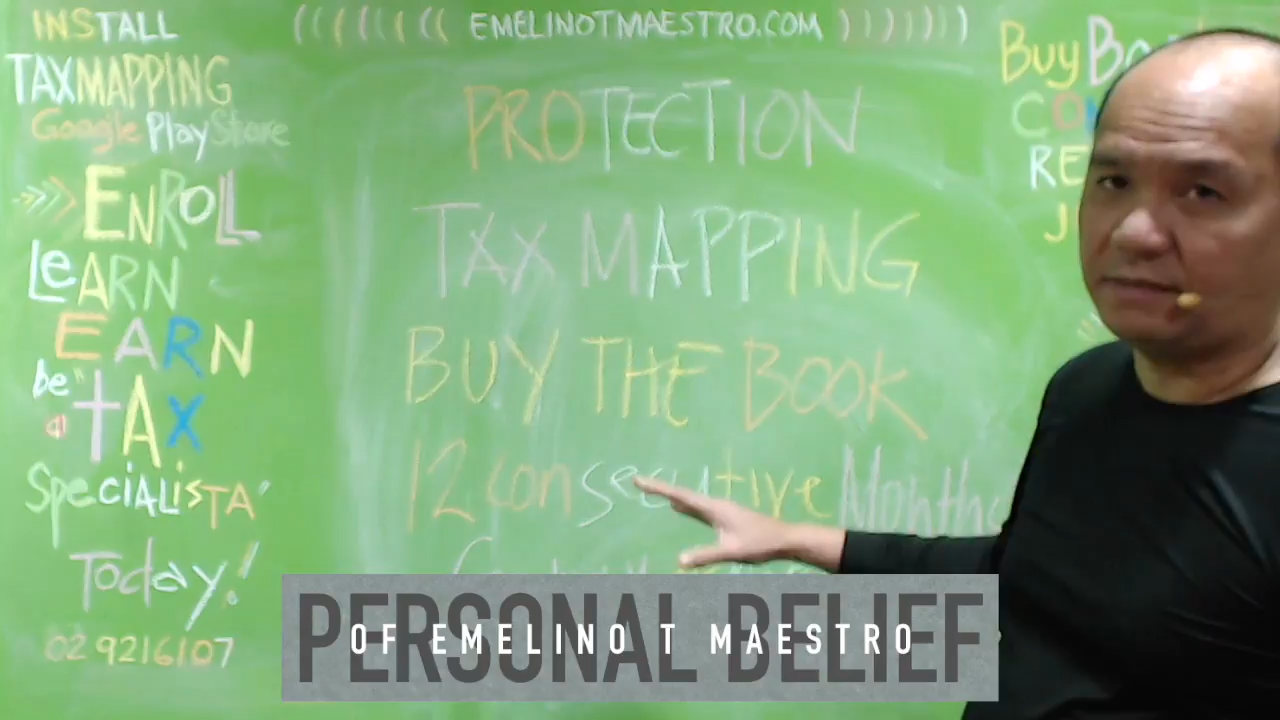 INSTALL
TAXMAPPING
Google PlayStore
>>>> ENROLL
LeARN
EARN
be "a"
tAX
SpeciALisTA"
Today!
02 9216107
(((((((( EMELINOTMAESTRO.COM ))))))))
PROTECTION
TAX MAPPING
BUY THE BOOK
12 consecutive Months
PERSONAL BELIEF
OF EMELINO T MAESTRO
Buy
RE
J